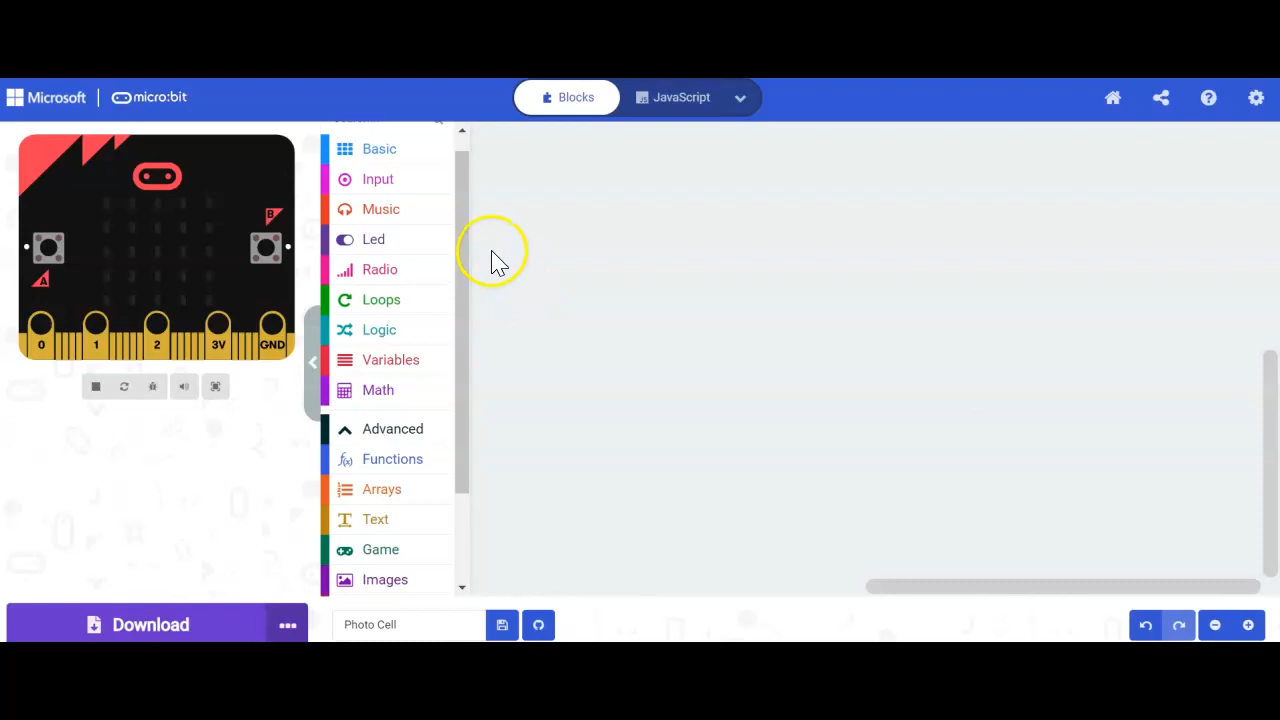 Microsoft | micro:bit
Blocks
JavaScript
Basic
Input
Music
Led
Radio
Loops
Logic
Variables
Math
Advanced
Functions
Arrays
Text
Game
Images
B
A
0 1 2 3V GND
Download
Photo Cell